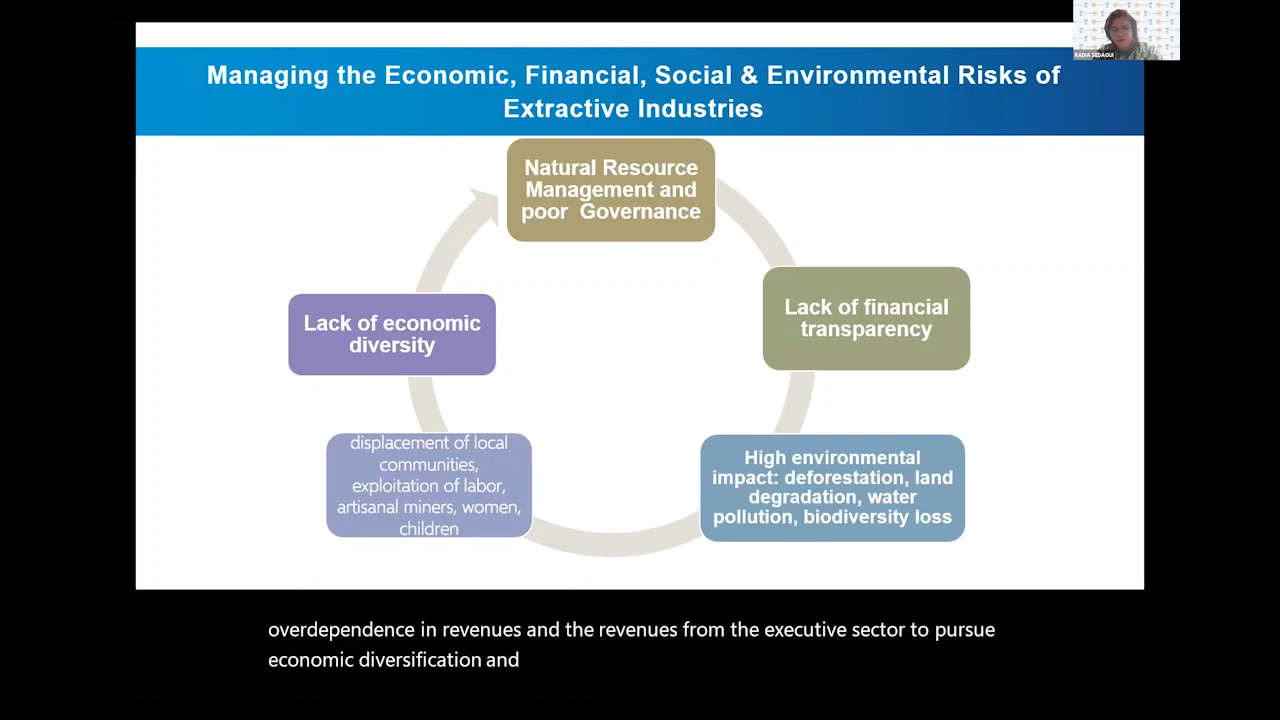 Managing the Economic, Financial, Social & Environmental Risks of
Extractive Industries
RADIA SEDAOUI
Natural Resource
Management and
poor Governance
Lack of financial
transparency
High environmental
impact: deforestation, land
degradation, water
pollution, biodiversity loss
displacement of local
communities,
exploitation of labor,
artisanal miners, women,
children
Lack of economic
diversity
overdependence in revenues and the revenues from the executive sector to pursue
economic diversification and